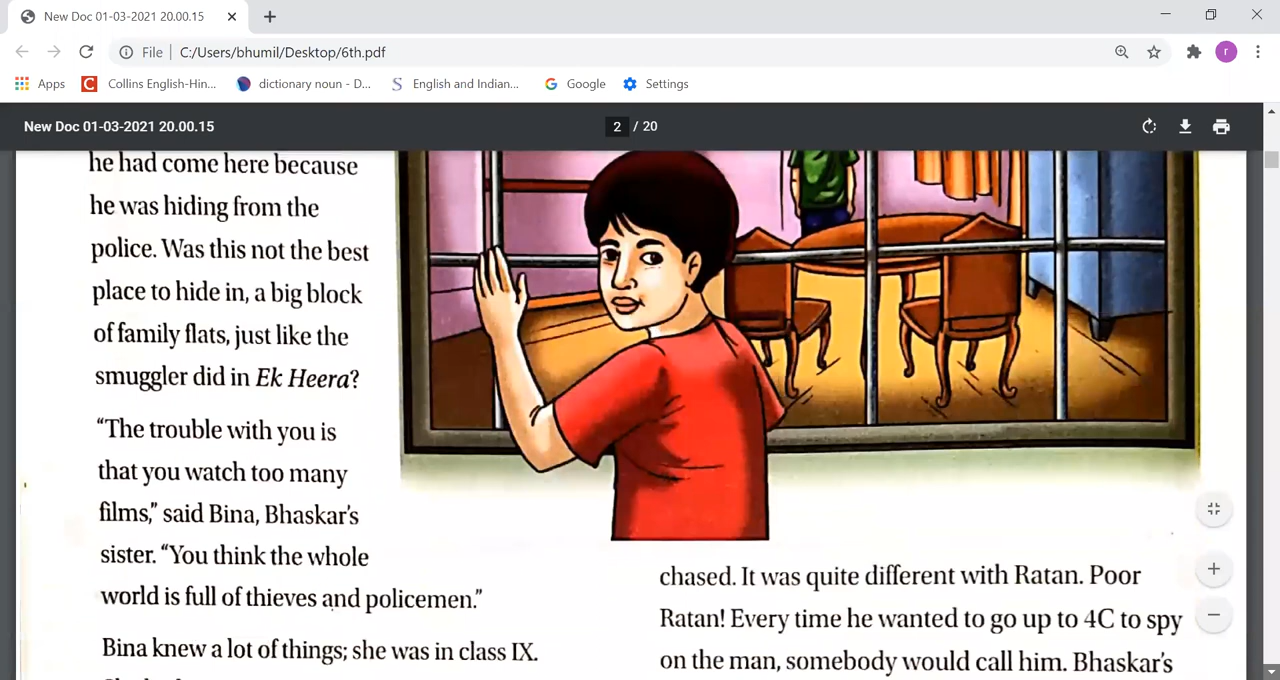 New Doc 01-03-2021 20.00.15
File
C:/Users/bhumil/Desktop/6th.pdf
r
Apps
Collins English-Hin...
dictionary noun - D...
English and Indian...
Google
Settings
New Doc 01-03-2021 20.00.15
2 / 20
he had come here because
he was hiding from the
police. Was this not the best
place to hide in, a big block
of family flats, just like the
smuggler did in Ek Heera?
“The trouble with you is
that you watch too many
films,” said Bina, Bhaskar’s
sister. “You think the whole
world is full of thieves and policemen.”
Bina knew a lot of things; she was in class IX.
chased. It was quite different with Ratan. Poor
Ratan! Every time he wanted to go up to 4C to spy
on the man, somebody would call him. Bhaskar’s